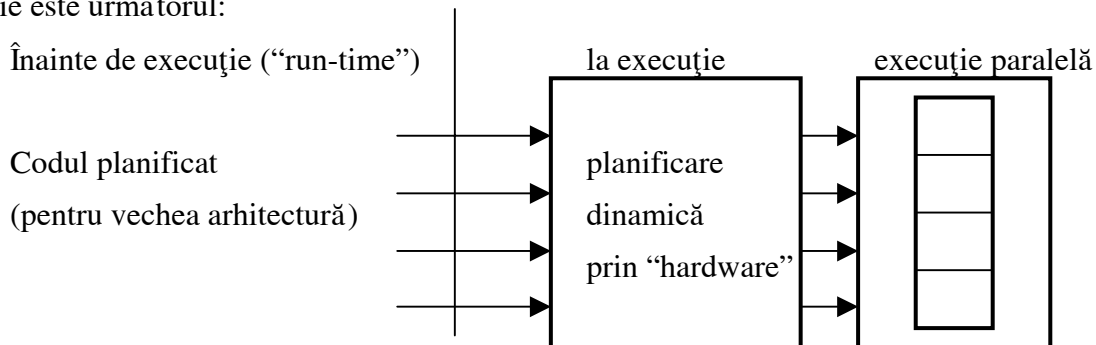 ie este următorul:
Înainte de execuţie (“run-time”)
la execuţie
execuţie paralelă
Codul planificat
(pentru vechea arhitectură)
planificare
dinamică
prin “hardware”